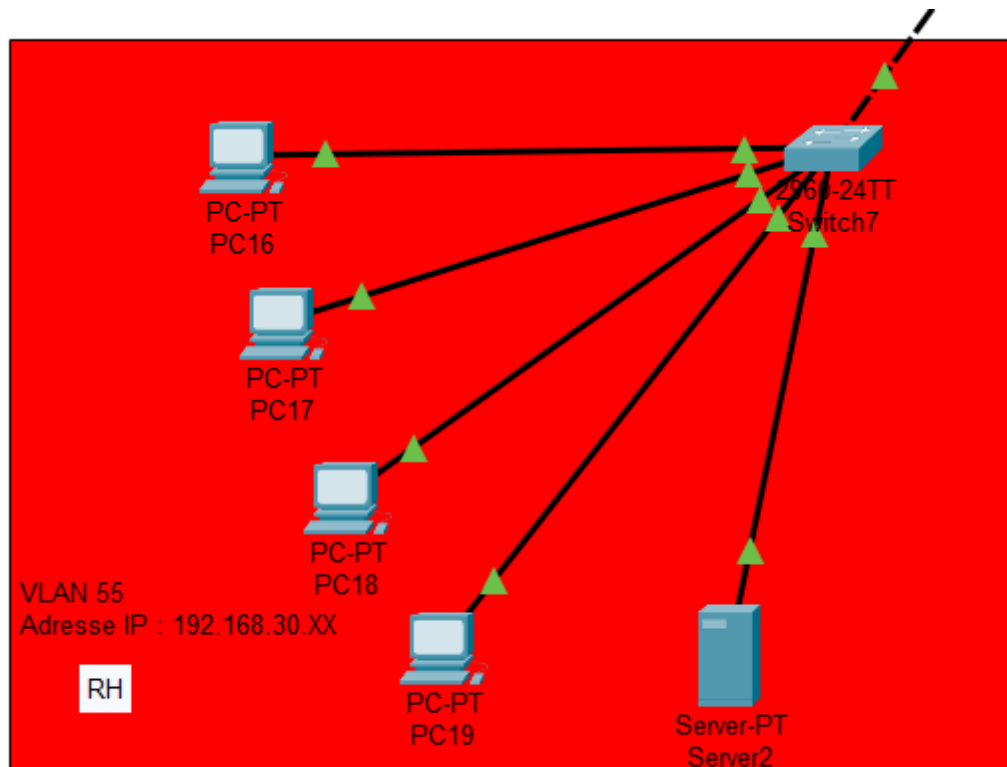 2960-24TT
Switch7
PC-PT
PC16
PC-PT
PC17
PC-PT
PC18
VLAN 55
Adresse IP : 192.168.30.XX
RH
PC-PT
PC19
Server-PT
Server2